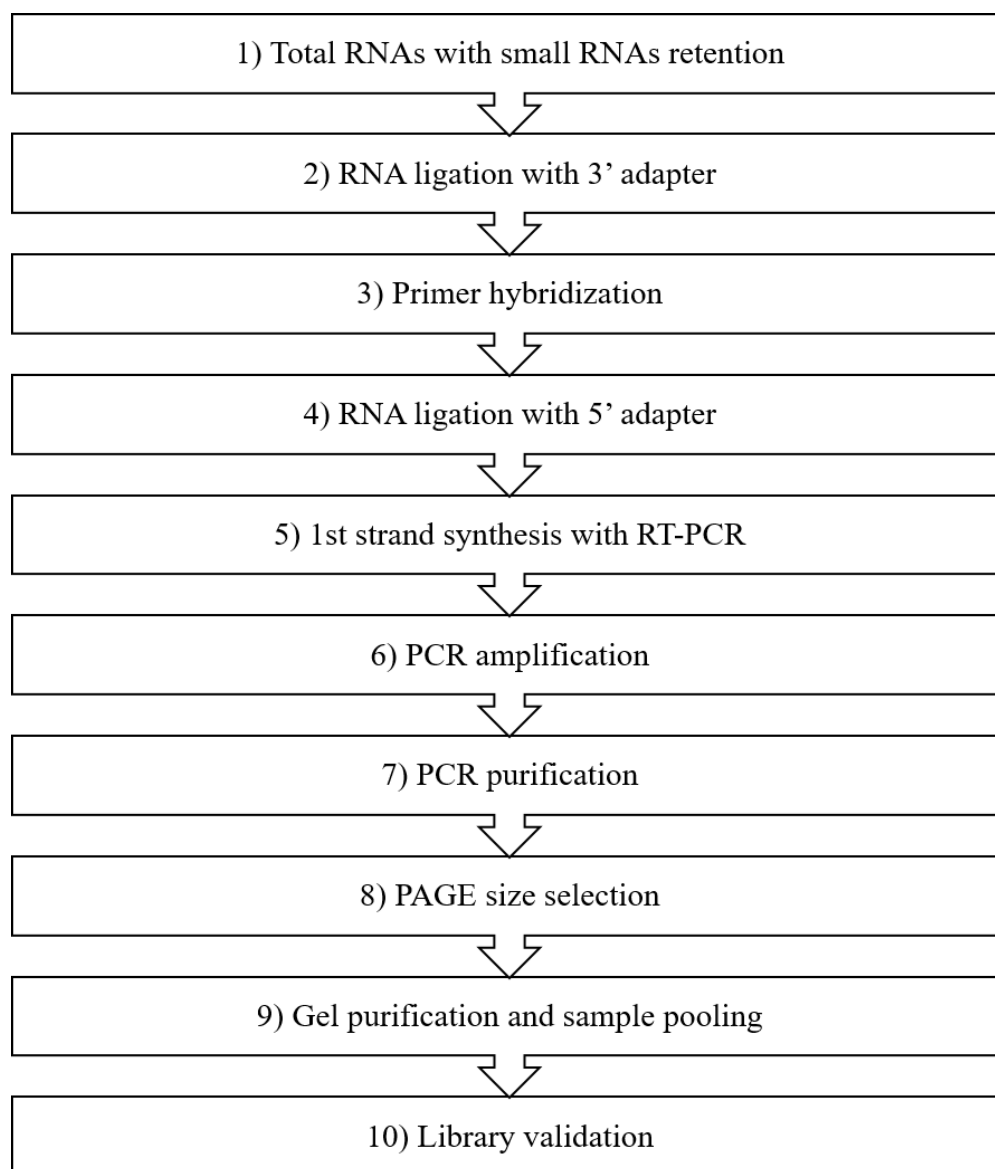 1) Total RNAs with small RNAs retention
2) RNA ligation with 3’ adapter
3) Primer hybridization
4) RNA ligation with 5’ adapter
5) 1st strand synthesis with RT-PCR
6) PCR amplification
7) PCR purification
8) PAGE size selection
9) Gel purification and sample pooling
10) Library validation